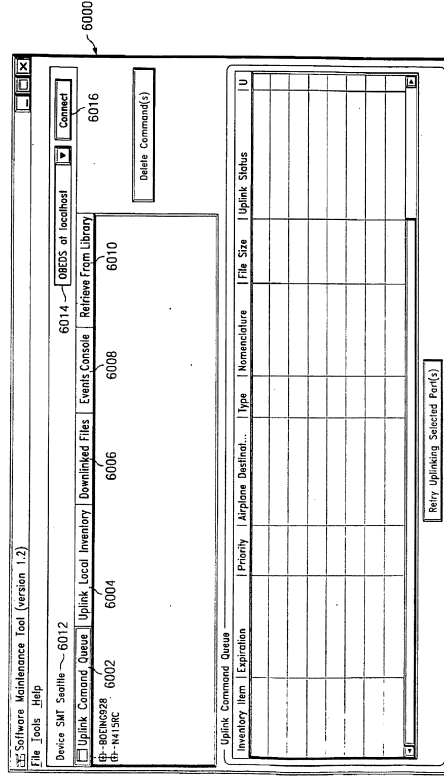 Software Maintenance Tool (version 1.2)
File Tools Help
6000
Device SMT Seattle 6012
6014 OBEDS at localhost Connect
6016
Uplink Comand Queue Uplink Local Inventory Downlinked Files Events Console Retrieve From Library
6002 6004 6006 6008 6010
BOEING928
N415RC
Delete Command(s)
Uplink Command Queue
Inventory Item Expiration Priority Airplane Destinat... Type Nomenclature File Size Uplink Status U
Retry Uplinking Selected Part(s)